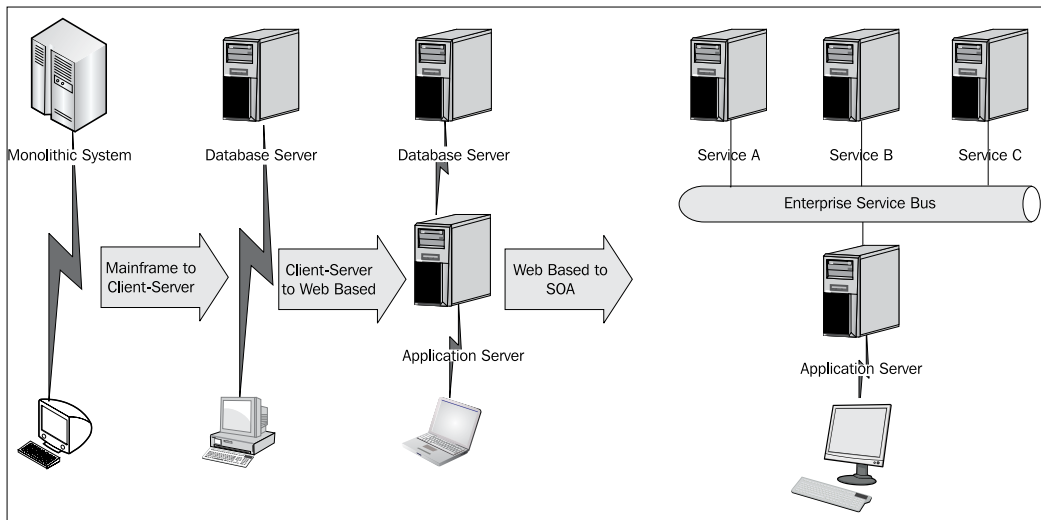 Monolithic System
Database Server
Database Server
Service A
Service B
Service C
Enterprise Service Bus
Mainframe to
Client-Server
Client-Server
to Web Based
Web Based to
SOA
Application Server
Application Server